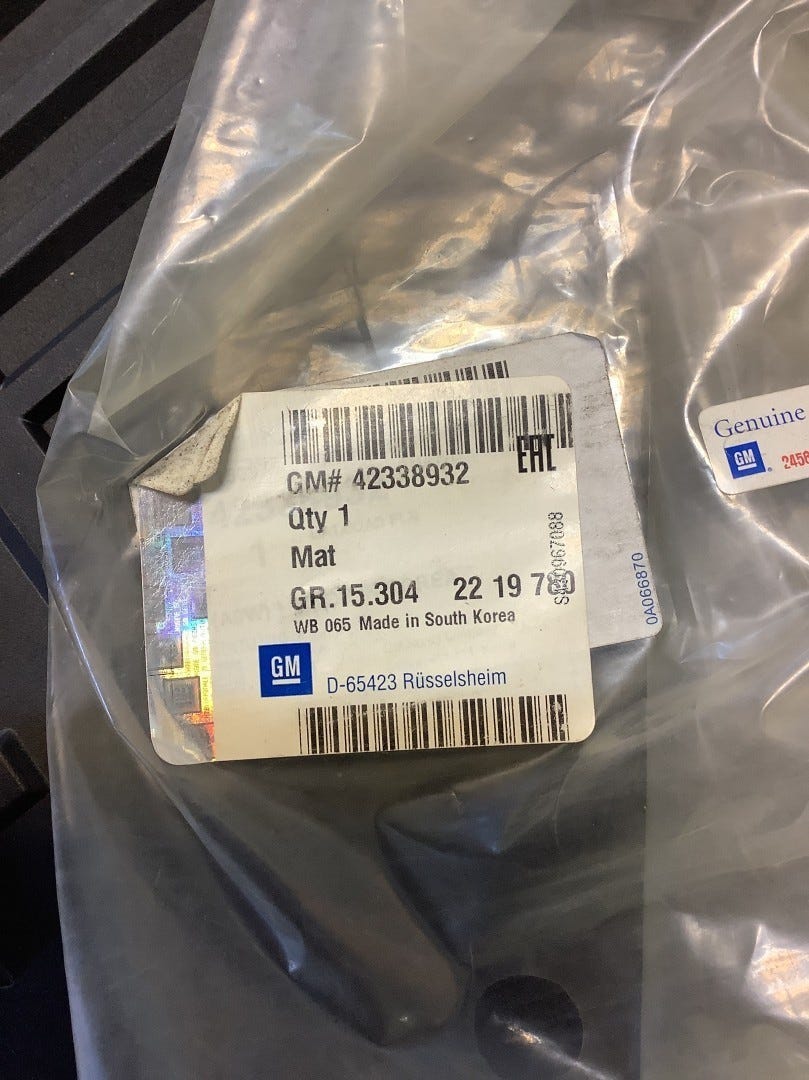 GM# 42338932
EAC
Qty 1
Mat
GR.15.304 22 19 780
WB 065 Made in South Korea
GM
D-65423 Rüsselsheim
0A066870
Genuine
GM
2458